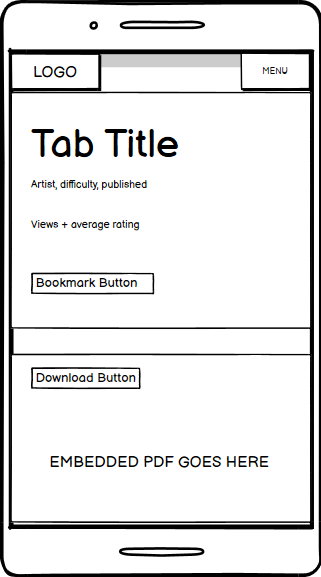 LOGO
MENU
Tab Title
Artist, difficulty, published
Views + average rating
Bookmark Button
Download Button
EMBEDDED PDF GOES HERE